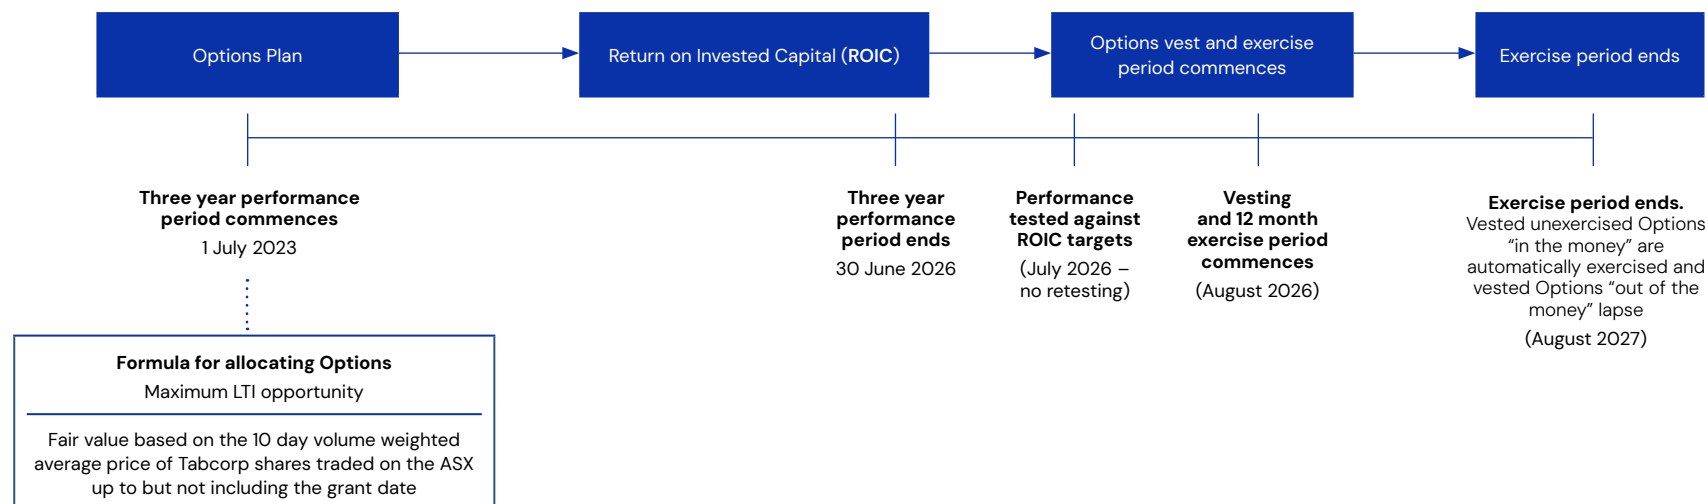 Options Plan
Return on Invested Capital (ROIC)
Options vest and exercise
period commences
Exercise period ends
Three year performance
period commences
1 July 2023
Three year
performance
period ends
30 June 2026
Performance
tested against
ROIC targets
(July 2026 –
no retesting)
Vesting
and 12 month
exercise period
commences
(August 2026)
Exercise period ends.
Vested unexercised Options
“in the money” are
automatically exercised and
vested Options “out of the
money” lapse
(August 2027)
Formula for allocating Options
Maximum LTI opportunity
Fair value based on the 10 day volume weighted
average price of Tabcorp shares traded on the ASX
up to but not including the grant date